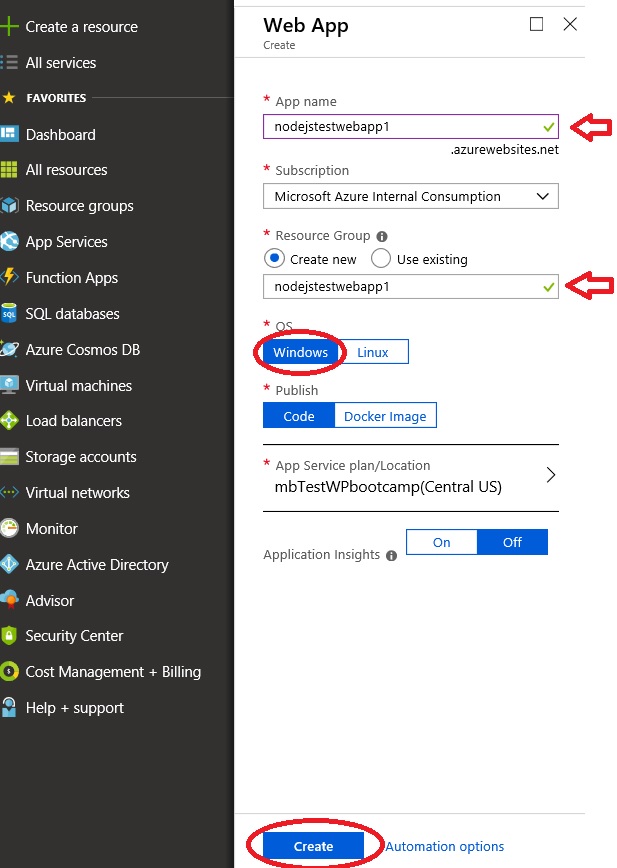 Create a resource
All services
FAVORITES
Dashboard
All resources
Resource groups
App Services
Function Apps
SQL databases
Azure Cosmos DB
Virtual machines
Load balancers
Storage accounts
Virtual networks
Monitor
Azure Active Directory
Advisor
Security Center
Cost Management + Billing
Help + support
Web App
Create
* App name
nodejstestwebapp1
.azurewebsites.net
* Subscription
Microsoft Azure Internal Consumption
* Resource Group
Create new Use existing
nodejstestwebapp1
* OS
Windows Linux
* Publish
Code Docker Image
* App Service plan/Location
mbTestWPbootcamp(Central US)
Application Insights On Off
Create Automation options